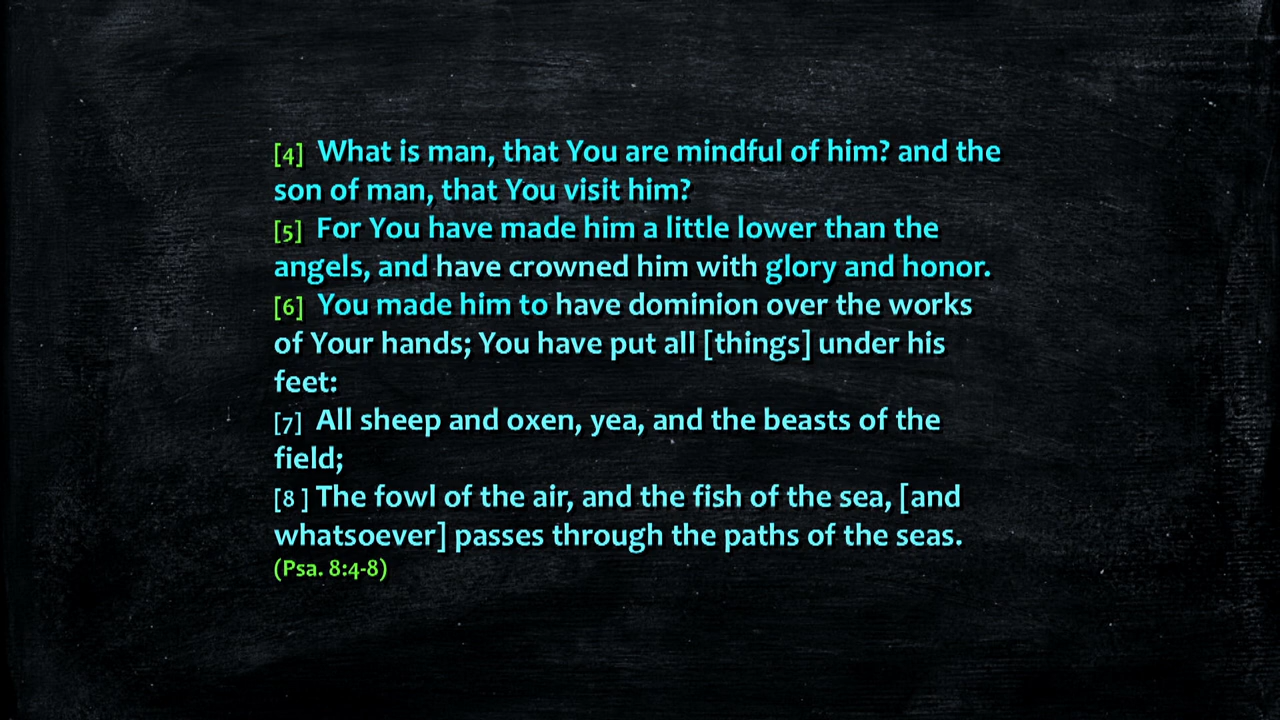 [4] What is man, that You are mindful of him? and the
son of man, that You visit him?
[5] For You have made him a little lower than the
angels, and have crowned him with glory and honor.
[6] You made him to have dominion over the works
of Your hands; You have put all [things] under his
feet:
[7] All sheep and oxen, yea, and the beasts of the
field;
[8 ] The fowl of the air, and the fish of the sea, [and
whatsoever] passes through the paths of the seas.
(Psa. 8:4-8)